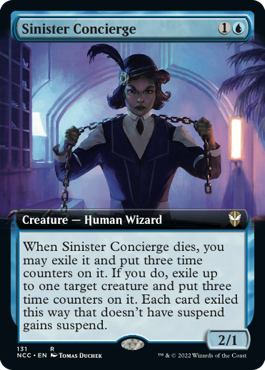 Sinister Concierge 1
Creature — Human Wizard
When Sinister Concierge dies, you
may exile it and put three time
counters on it. If you do, exile up
to one target creature and put three
time counters on it. Each card exiled
this way that doesn't have suspend
gains suspend.
2/1
131 R
NCC • EN Tomas Duchek
™ & © 2022 Wizards of the Coast